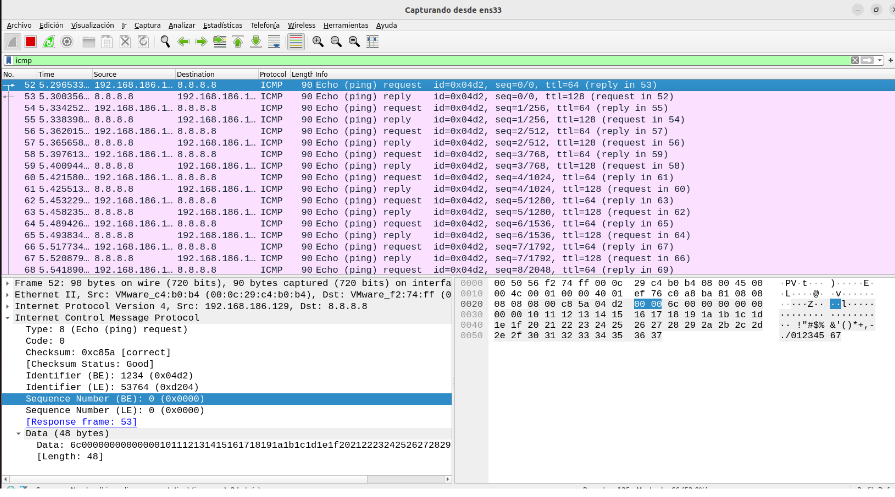 Capturando desde ens33
Archivo Edición Visualización Ir Captura Analizar Estadísticas Telefonía Wireless Herramientas Ayuda
icmp
No. Time Source Destination Protocol Length Info
52 5.296533… 192.168.186.1… 8.8.8.8 ICMP 90 Echo (ping) request id=0x04d2, seq=0/0, ttl=64 (reply in 53)
53 5.300356… 8.8.8.8 192.168.186.1… ICMP 90 Echo (ping) reply id=0x04d2, seq=0/0, ttl=128 (request in 52)
54 5.334252… 192.168.186.1… 8.8.8.8 ICMP 90 Echo (ping) request id=0x04d2, seq=1/256, ttl=64 (reply in 55)
55 5.338398… 8.8.8.8 192.168.186.1… ICMP 90 Echo (ping) reply id=0x04d2, seq=1/256, ttl=128 (request in 54)
56 5.362015… 192.168.186.1… 8.8.8.8 ICMP 90 Echo (ping) request id=0x04d2, seq=2/512, ttl=64 (reply in 57)
57 5.365658… 8.8.8.8 192.168.186.1… ICMP 90 Echo (ping) reply id=0x04d2, seq=2/512, ttl=128 (request in 56)
58 5.397613… 192.168.186.1… 8.8.8.8 ICMP 90 Echo (ping) request id=0x04d2, seq=3/768, ttl=64 (reply in 59)
59 5.400944… 8.8.8.8 192.168.186.1… ICMP 90 Echo (ping) reply id=0x04d2, seq=3/768, ttl=128 (request in 58)
60 5.421580… 192.168.186.1… 8.8.8.8 ICMP 90 Echo (ping) request id=0x04d2, seq=4/1024, ttl=64 (reply in 61)
61 5.425513… 8.8.8.8 192.168.186.1… ICMP 90 Echo (ping) reply id=0x04d2, seq=4/1024, ttl=128 (request in 60)
62 5.453229… 192.168.186.1… 8.8.8.8 ICMP 90 Echo (ping) request id=0x04d2, seq=5/1280, ttl=64 (reply in 63)
63 5.458235… 8.8.8.8 192.168.186.1… ICMP 90 Echo (ping) reply id=0x04d2, seq=5/1280, ttl=128 (request in 62)
64 5.489426… 192.168.186.1… 8.8.8.8 ICMP 90 Echo (ping) request id=0x04d2, seq=6/1536, ttl=64 (reply in 65)
65 5.493834… 8.8.8.8 192.168.186.1… ICMP 90 Echo (ping) reply id=0x04d2, seq=6/1536, ttl=128 (request in 64)
66 5.517734… 192.168.186.1… 8.8.8.8 ICMP 90 Echo (ping) request id=0x04d2, seq=7/1792, ttl=64 (reply in 67)
67 5.520879… 8.8.8.8 192.168.186.1… ICMP 90 Echo (ping) reply id=0x04d2, seq=7/1792, ttl=128 (request in 66)
68 5.541890… 192.168.186.1… 8.8.8.8 ICMP 90 Echo (ping) request id=0x04d2, seq=8/2048, ttl=64 (reply in 69)
Frame 52: 90 bytes on wire (720 bits), 90 bytes captured (720 bits) on interfa
Ethernet II, Src: VMware_c4:b0:b4 (00:0c:29:c4:b0:b4), Dst: VMware_f2:74:ff (0
Internet Protocol Version 4, Src: 192.168.186.129, Dst: 8.8.8.8
Internet Control Message Protocol
Type: 8 (Echo (ping) request)
Code: 0
Checksum: 0xc85a [correct]
[Checksum Status: Good]
Identifier (BE): 1234 (0x04d2)
Identifier (LE): 53764 (0xd204)
Sequence Number (BE): 0 (0x0000)
Sequence Number (LE): 0 (0x0000)
[Response frame: 53]
Data (48 bytes)
Data: 6c0000000000000101112131415161718191a1b1c1d1e1f20212223242526272829
[Length: 48]
0000 00 50 56 f2 74 ff 00 0c 29 c4 b0 b4 08 00 45 00 ·PV·t··· )·····E·
0010 00 4c 00 01 00 00 40 01 ef 76 c0 a8 ba 81 08 08 ·L····@· ·v······
0020 08 08 08 00 c8 5a 04 d2 00 00 6c 00 00 00 00 00 ·····Z·· ··l·····
0030 00 00 10 11 12 13 14 15 16 17 18 19 1a 1b 1c 1d ········ ········
0040 1e 1f 20 21 22 23 24 25 26 27 28 29 2a 2b 2c 2d ·· !"#$% &'()*+,-
0050 2e 2f 30 31 32 33 34 35 36 37 ./012345 67